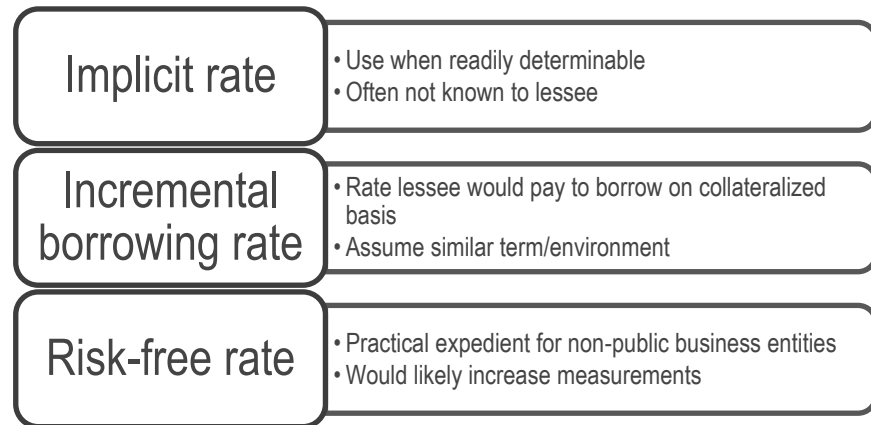 Implicit rate
• Use when readily determinable
• Often not known to lessee
Incremental
borrowing rate
• Rate lessee would pay to borrow on collateralized
basis
• Assume similar term/environment
Risk-free rate
• Practical expedient for non-public business entities
• Would likely increase measurements